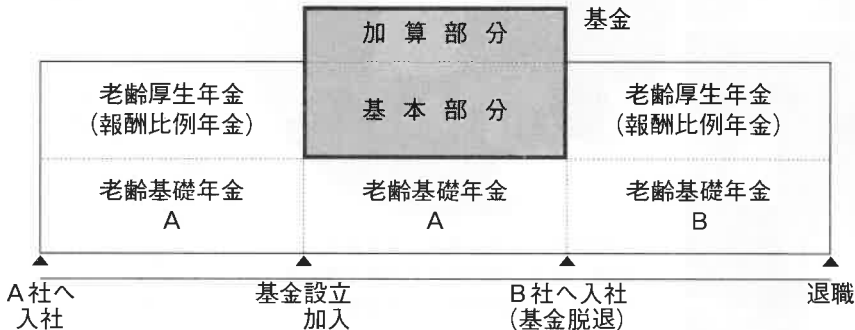 加算部分
基金
老齢厚生年金
(報酬比例年金)
基本部分
老齢厚生年金
(報酬比例年金)
老齢基礎年金
A
老齢基礎年金
A
老齢基礎年金
B
A社へ
入社
基金設立
加入
B社へ入社
(基金脱退)
退職